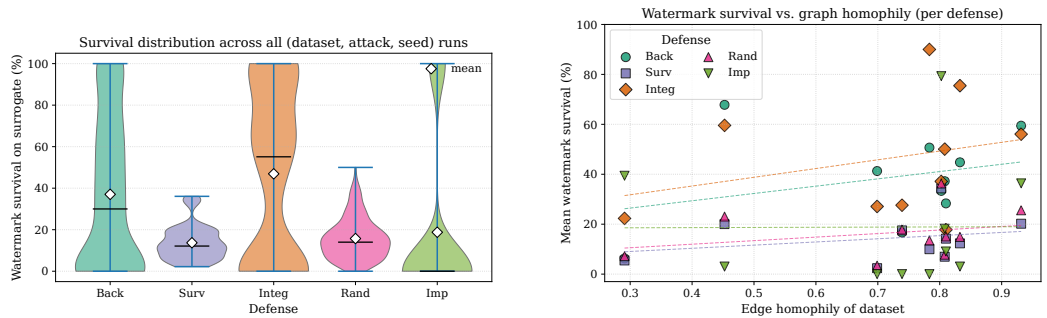 Survival distribution across all (dataset, attack, seed) runs
Watermark survival on surrogate (%)
100
80
60
40
20
0
mean
Back
Surv
Integ
Rand
Imp
Defense
Watermark survival vs. graph homophily (per defense)
Mean watermark survival (%)
100
80
60
40
20
0
Defense
Back
Surv
Integ
Rand
Imp
0.3
0.4
0.5
0.6
0.7
0.8
0.9
Edge homophily of dataset